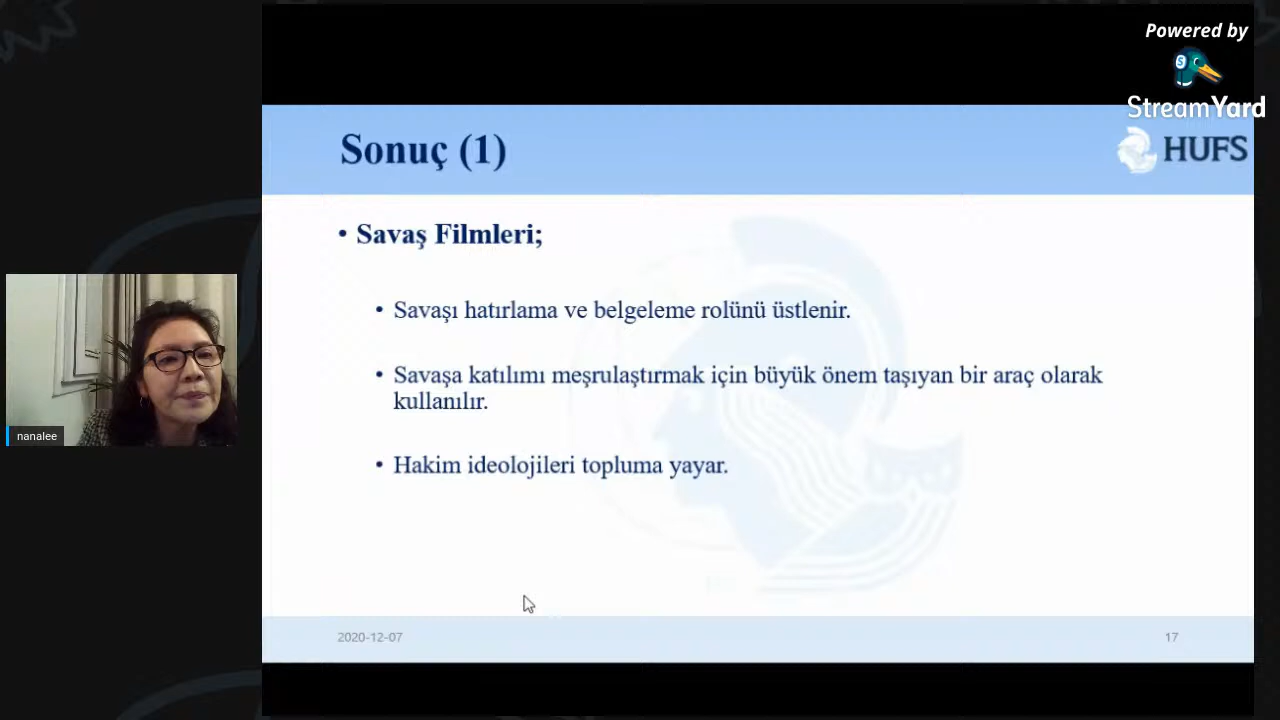 Powered by
StreamYard
Sonuç (1)
HUFS
• Savaş Filmleri;
• Savaşı hatırlama ve belgeleme rolünü üstlenir.
• Savaşa katılımı meşrulaştırmak için büyük önem taşıyan bir araç olarak
kullanılır.
• Hakim ideolojileri topluma yayar.
nanalee
2020-12-07
17